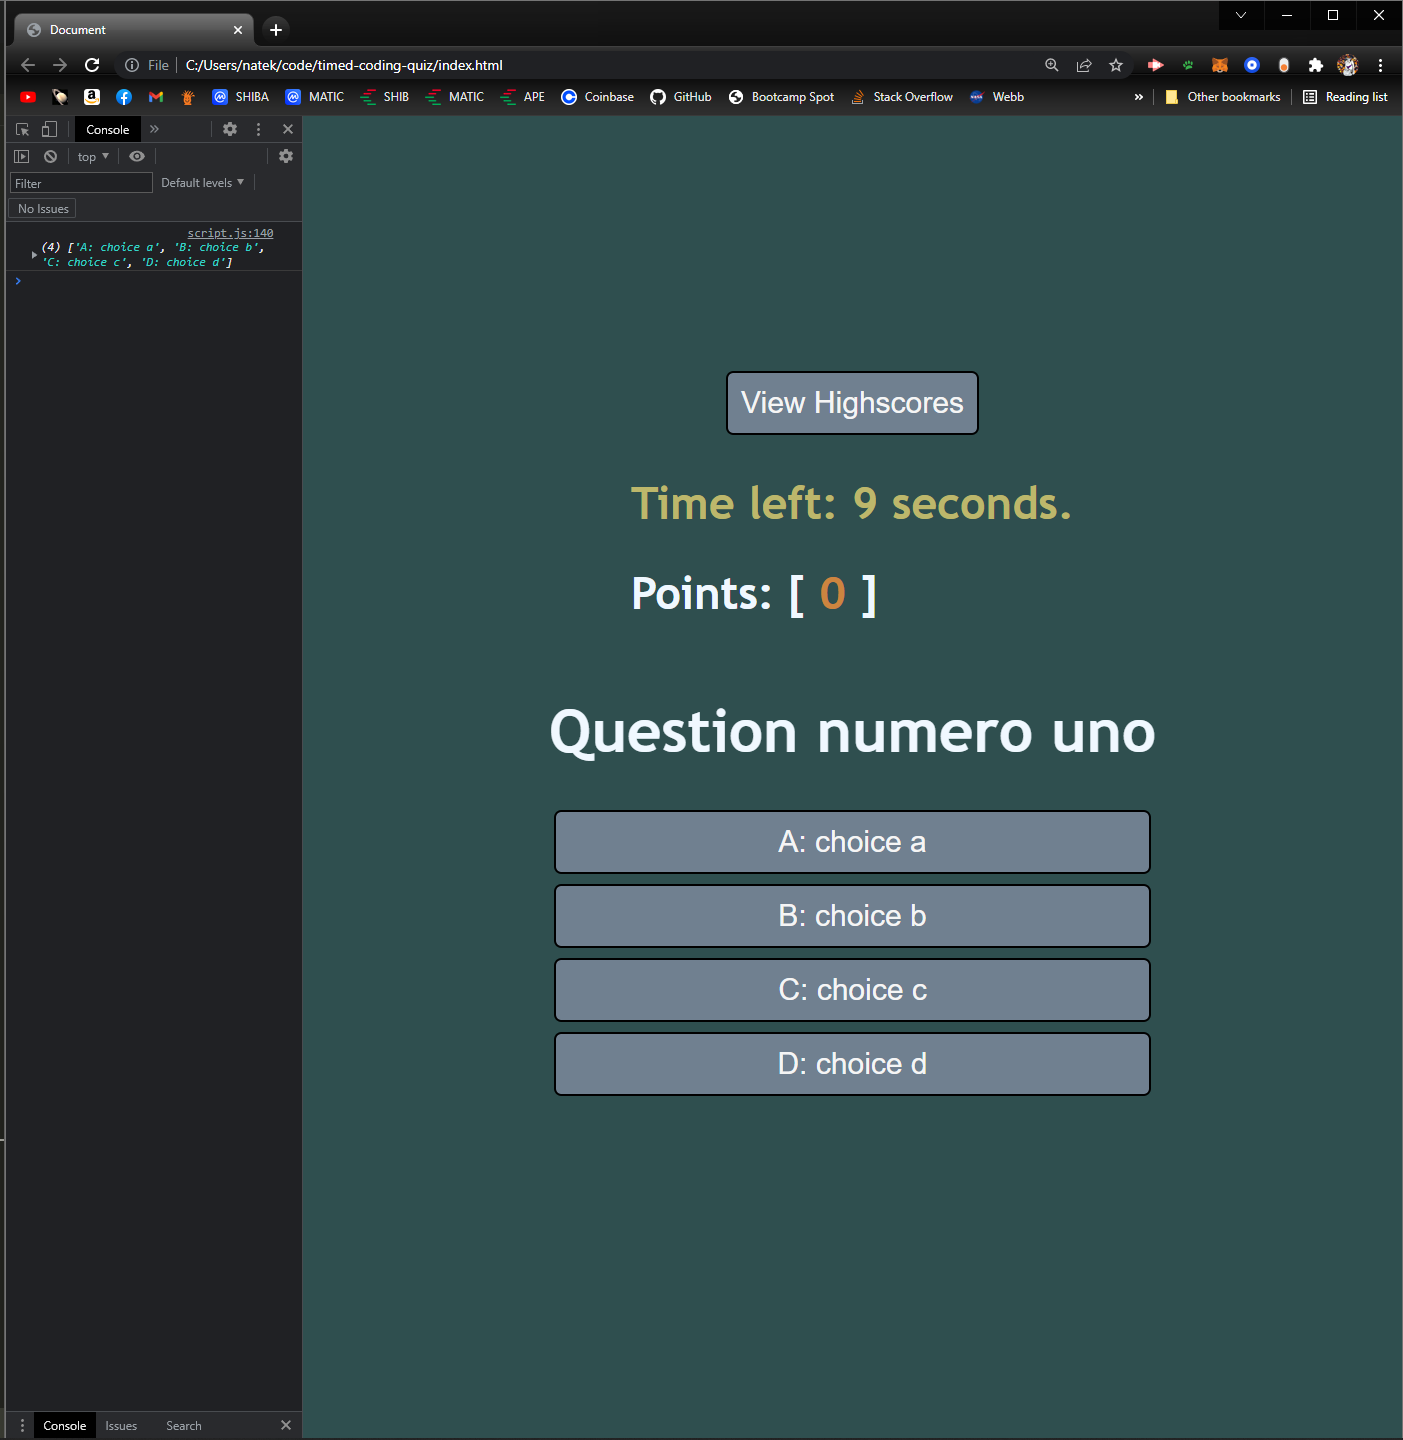 Document
File
C:/Users/natek/code/timed-coding-quiz/index.html
SHIBA MATIC SHIB MATIC APE Coinbase GitHub Bootcamp Spot Stack Overflow Webb » Other bookmarks Reading list
Console »
top
Filter Default levels
No Issues
script.js:140
(4) ['A: choice a', 'B: choice b',
'C: choice c', 'D: choice d']
View Highscores
Time left: 9 seconds.
Points: [ 0 ]
Question numero uno
A: choice a
B: choice b
C: choice c
D: choice d
Console Issues Search